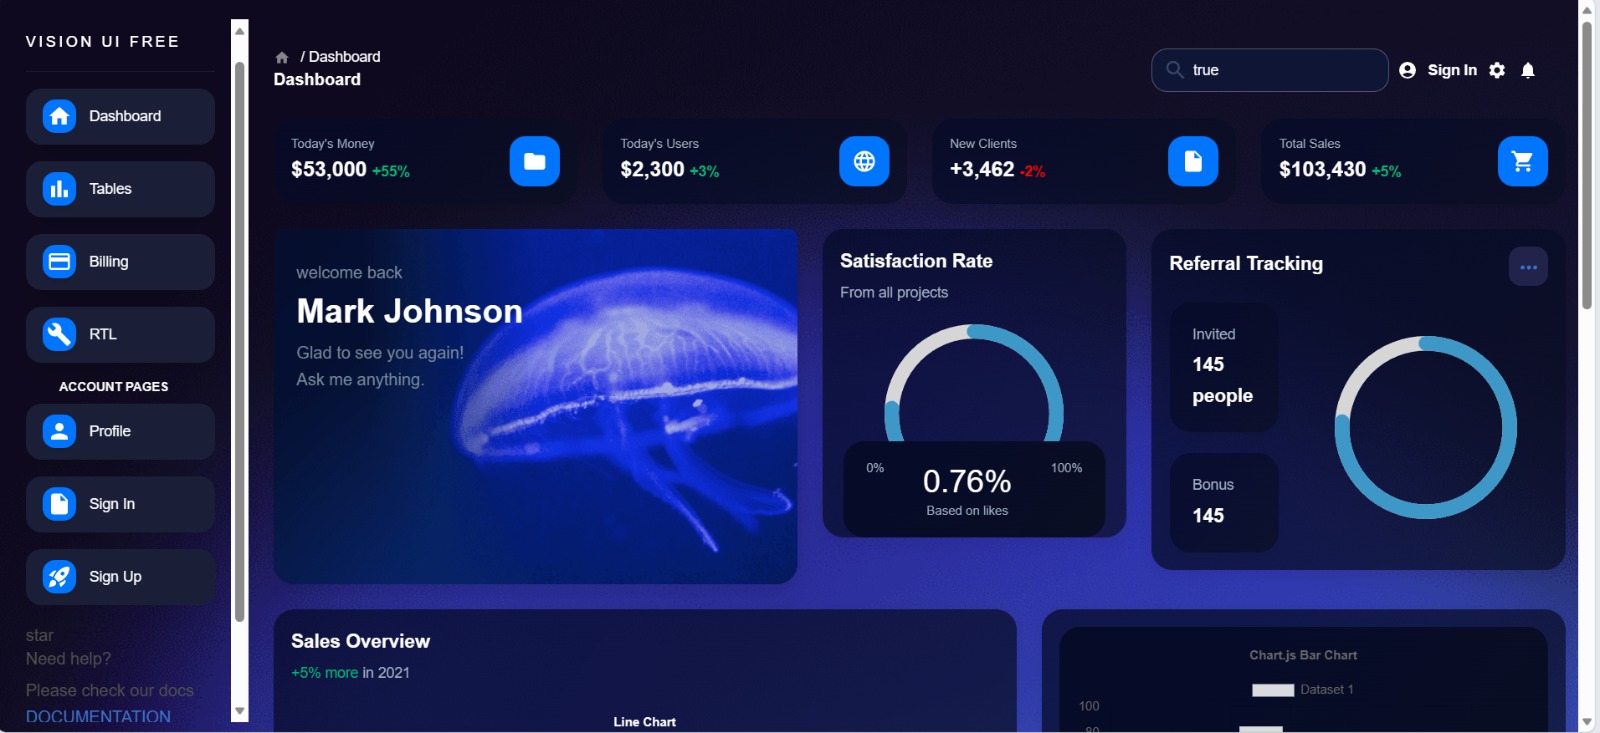 VISION UI FREE
Dashboard
Tables
Billing
RTL
ACCOUNT PAGES
Profile
Sign In
Sign Up
star
Need help?
Please check our docs
DOCUMENTATION
/ Dashboard
Dashboard
true
Sign In
Today's Money
$53,000 +55%
Today's Users
$2,300 +3%
New Clients
+3,462 -2%
Total Sales
$103,430 +5%
welcome back
Mark Johnson
Glad to see you again!
Ask me anything.
Satisfaction Rate
From all projects
0%
0.76%
100%
Based on likes
Referral Tracking
Invited
145
people
Bonus
145
Sales Overview
+5% more in 2021
Line Chart
Chart.js Bar Chart
Dataset 1
100
80